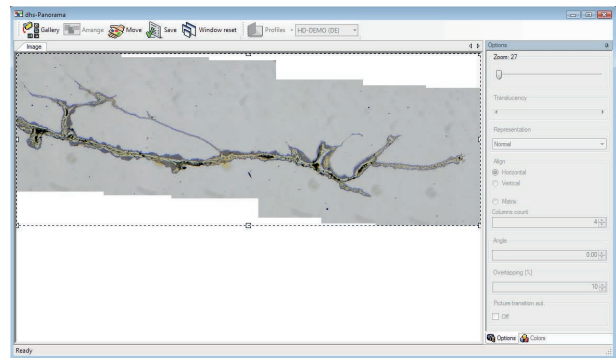 dhs-Panorama
Gallery Arrange Move Save Window reset Profiles HD-DEMO (DE)
Image
Options
Zoom: 27
Translucency
Representation
Normal
Align
Horizontal
Vertical
Matrix
Columns count
4
Angle
0.00
Overlapping [%]
10
Picture transition out
Off
Options Colors
Ready